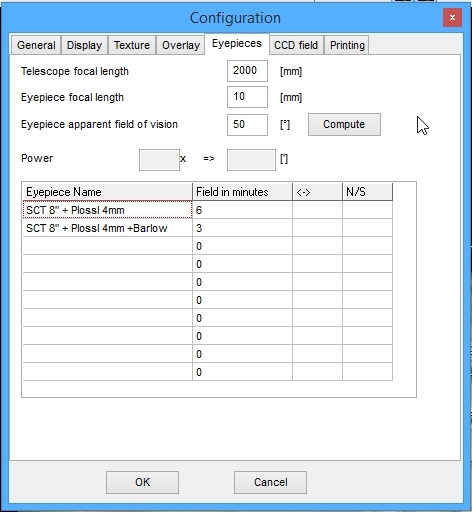 Configuration
x
General Display Texture Overlay Eyepieces CCD field Printing
Telescope focal length 2000 [mm]
Eyepiece focal length 10 [mm]
Eyepiece apparent field of vision 50 [°] Compute
Power x => [']
Eyepiece Name Field in minutes <-> N/S
SCT 8" + Plossl 4mm 6
SCT 8" + Plossl 4mm +Barlow 3
0
0
0
0
0
0
0
0
OK Cancel